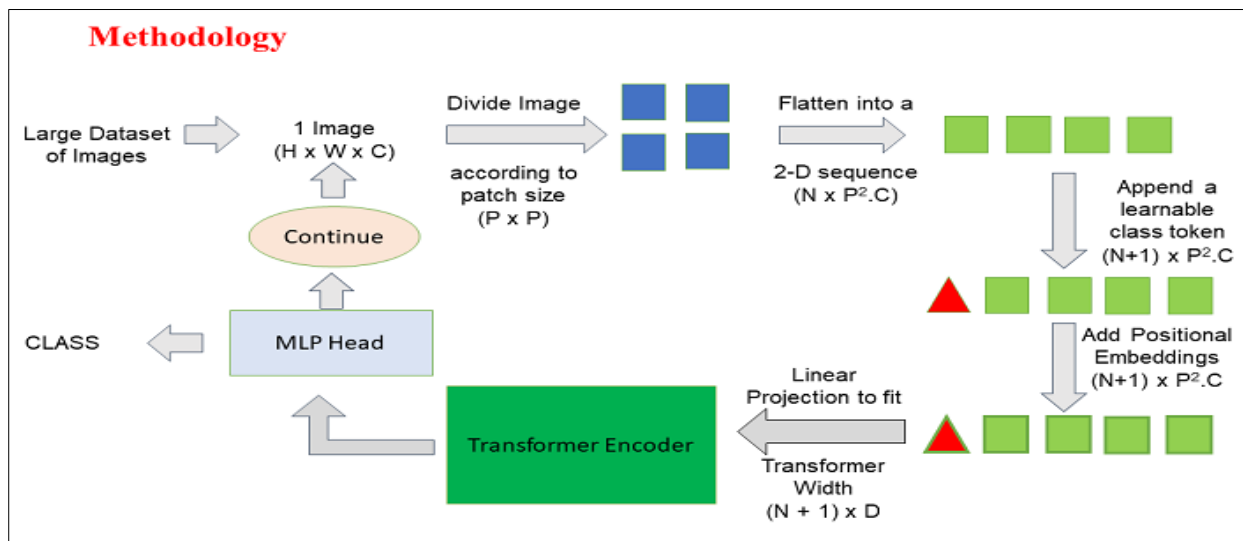 Methodology
Large Dataset
of Images
1 Image
(H x W x C)
Divide Image
according to
patch size
(P x P)
Flatten into a
2-D sequence
(N x P².C)
Append a
learnable
class token
(N+1) x P².C
Add Positional
Embeddings
(N+1) x P².C
Linear
Projection to fit
Transformer
Width
(N + 1) x D
Transformer Encoder
MLP Head
Continue
CLASS